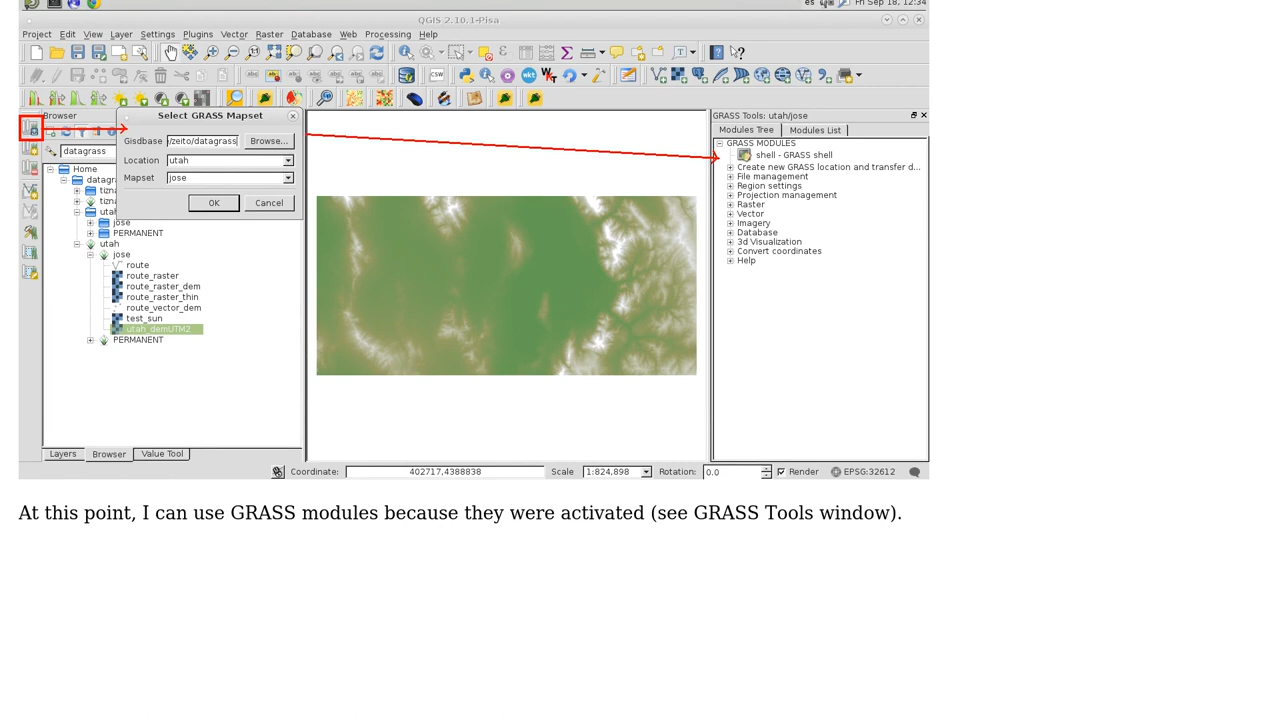 es
Fri Sep 18, 12:34
QGIS 2.10.1-Pisa
Project Edit View Layer Settings Plugins Vector Raster Database Web Processing Help
Browser
Select GRASS Mapset
Gisdbase /zeito/datagrass Browse...
Location utah
Mapset jose
OK Cancel
datagrass
Home
datagr
tizna
tizna
utah
jose
PERMANENT
utah
jose
route
route_raster
route_raster_dem
route_raster_thin
route_vector_dem
test_sun
utah_demUTM2
PERMANENT
Layers Browser Value Tool
GRASS Tools: utah/jose
Modules Tree Modules List
GRASS MODULES
shell - GRASS shell
Create new GRASS location and transfer d...
File management
Region settings
Projection management
Raster
Vector
Imagery
Database
3d Visualization
Convert coordinates
Help
Coordinate: 402717,4388838 Scale 1:824,898 Rotation: 0.0 Render EPSG:32612
At this point, I can use GRASS modules because they were activated (see GRASS Tools window).